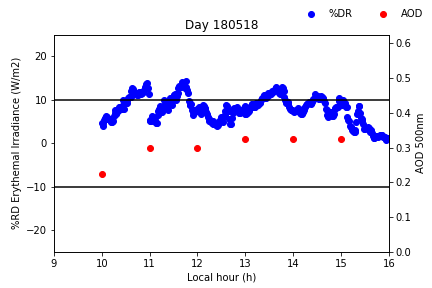 %DR AOD
Day 180518
%RD Erythemal Irradiance (W/m2)
20
10
0
−10
−20
0.6
0.5
0.4
0.3
0.2
0.1
0.0
AOD 500nm
9 10 11 12 13 14 15 16
Local hour (h)